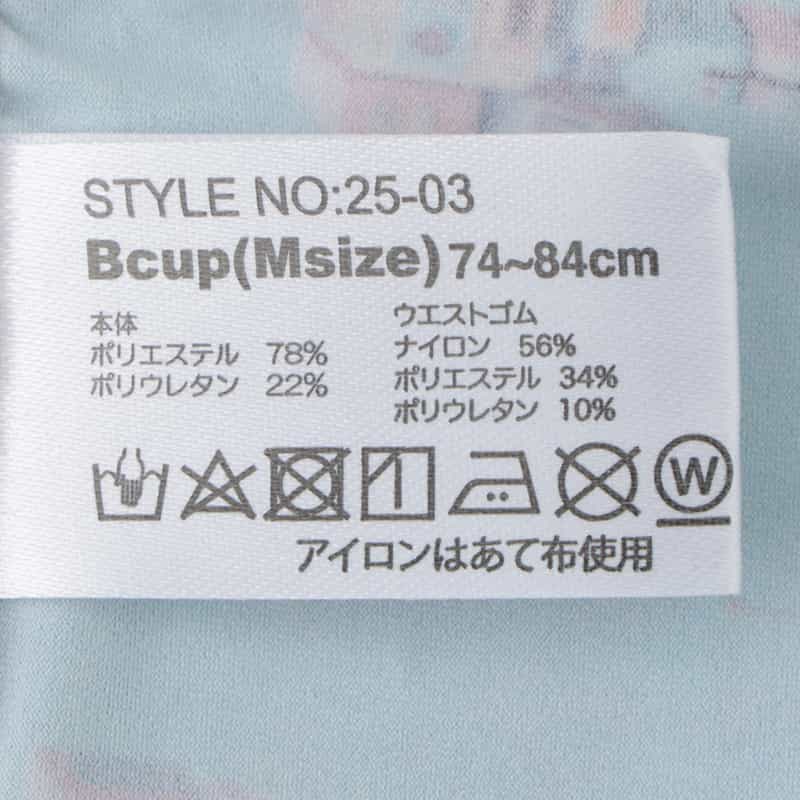 STYLE NO:25-03
Bcup(Msize)74~84cm
本体
ポリエステル 78%
ポリウレタン 22%
ウエストゴム
ナイロン 56%
ポリエステル 34%
ポリウレタン 10%
W
アイロンはあて布使用